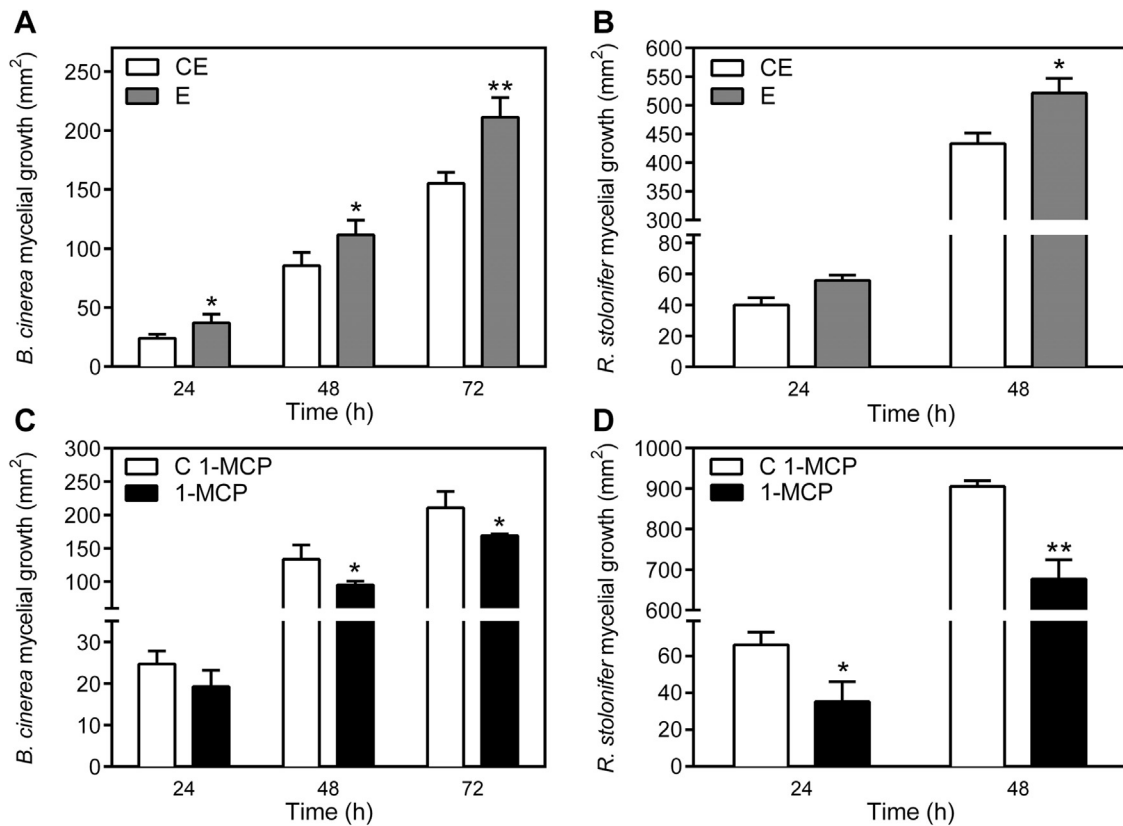 A
B. cinerea mycelial growth (mm²)
250
200
150
100
50
0
CE
E
*
*
**
24 48 72
Time (h)
B
R. stolonifer mycelial growth (mm²)
600
550
500
450
400
350
300
80
60
40
20
0
CE
E
*
24 48
Time (h)
C
B. cinerea mycelial growth (mm²)
300
250
200
150
100
30
20
10
0
C 1-MCP
1-MCP
*
*
24 48 72
Time (h)
D
R. stolonifer mycelial growth (mm²)
1000
900
800
700
600
60
40
20
0
C 1-MCP
1-MCP
*
**
24 48
Time (h)